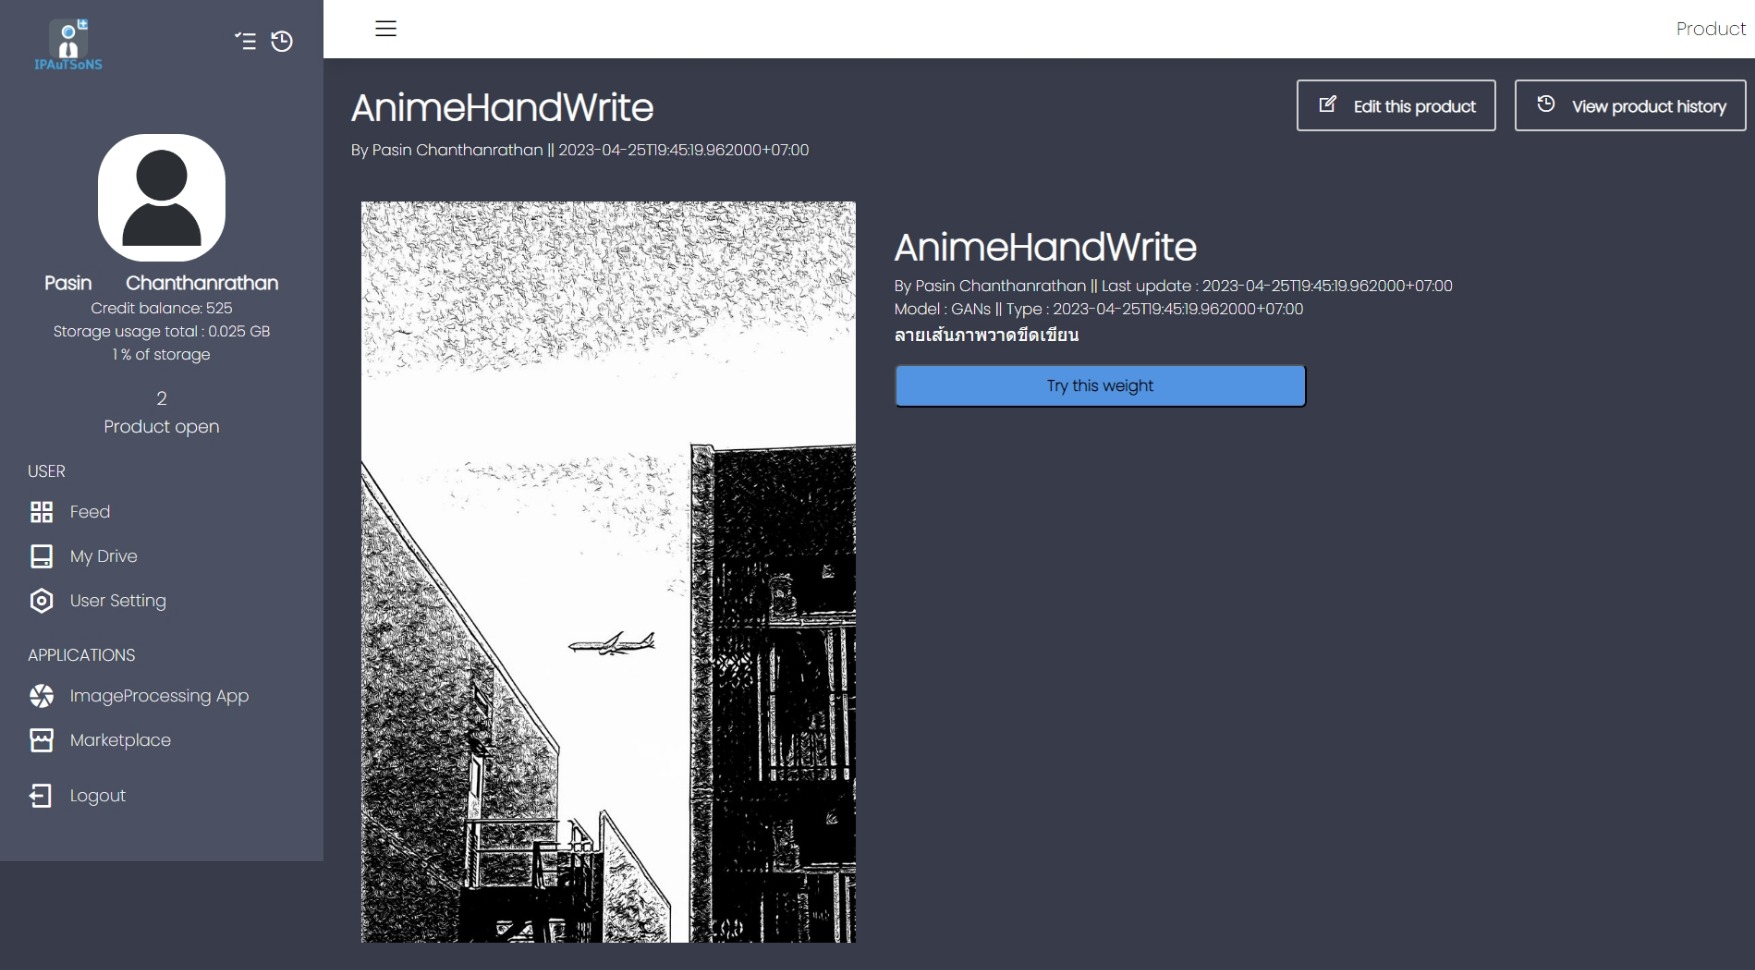 IPAuTSoNS
Pasin Chanthanrathan
Credit balance: 525
Storage usage total : 0.025 GB
1 % of storage
2
Product open
USER
Feed
My Drive
User Setting
APPLICATIONS
ImageProcessing App
Marketplace
Logout
Product
AnimeHandWrite
By Pasin Chanthanrathan || 2023-04-25T19:45:19.962000+07:00
Edit this product
View product history
AnimeHandWrite
By Pasin Chanthanrathan || Last update : 2023-04-25T19:45:19.962000+07:00
Model : GANs || Type : 2023-04-25T19:45:19.962000+07:00
ลายเส้นภาพวาดขีดเขียน
Try this weight